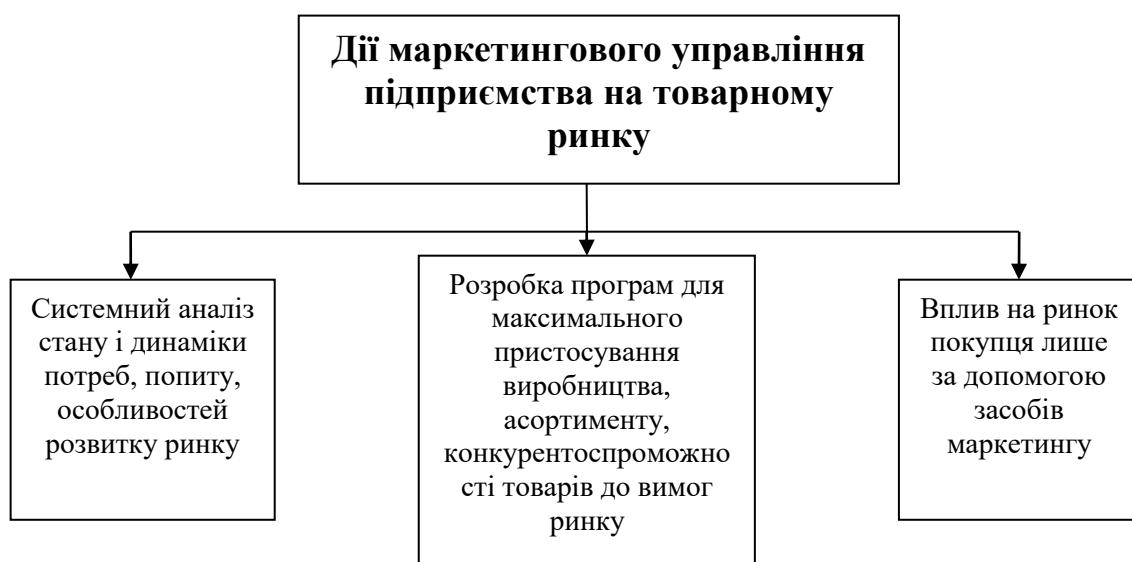 Дії маркетингового управління
підприємства на товарному
ринку
Системний аналіз
стану і динаміки
потреб, попиту,
особливостей
розвитку ринку
Розробка програм для
максимального
пристосування
виробництва,
асортименту,
конкурентоспроможно
сті товарів до вимог
ринку
Вплив на ринок
покупця лише
за допомогою
засобів
маркетингу